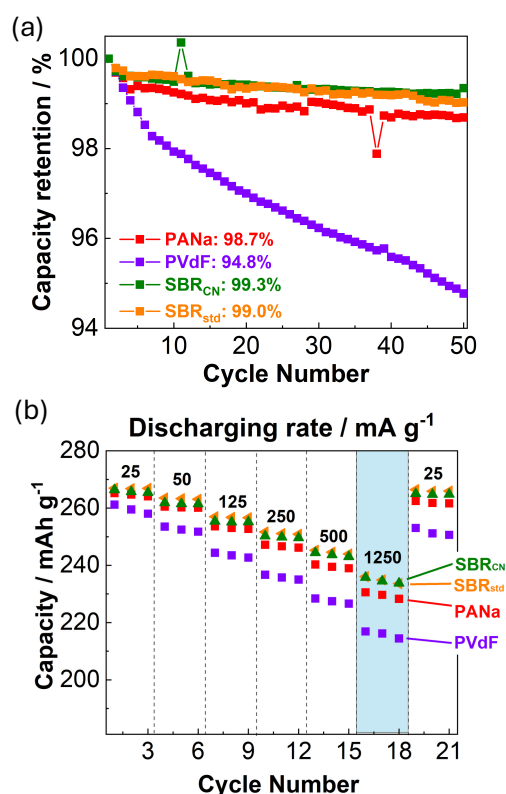 (a)
Capacity retention / %
100
98
96
94
PANa: 98.7%
PVdF: 94.8%
SBRCN: 99.3%
SBRstd: 99.0%
10 20 30 40 50
Cycle Number
(b)
Discharging rate / mA g-1
Capacity / mAh g-1
280
260
240
220
200
25 50 125 250 500 1250 25
SBRCN
SBRstd
PANa
PVdF
3 6 9 12 15 18 21
Cycle Number